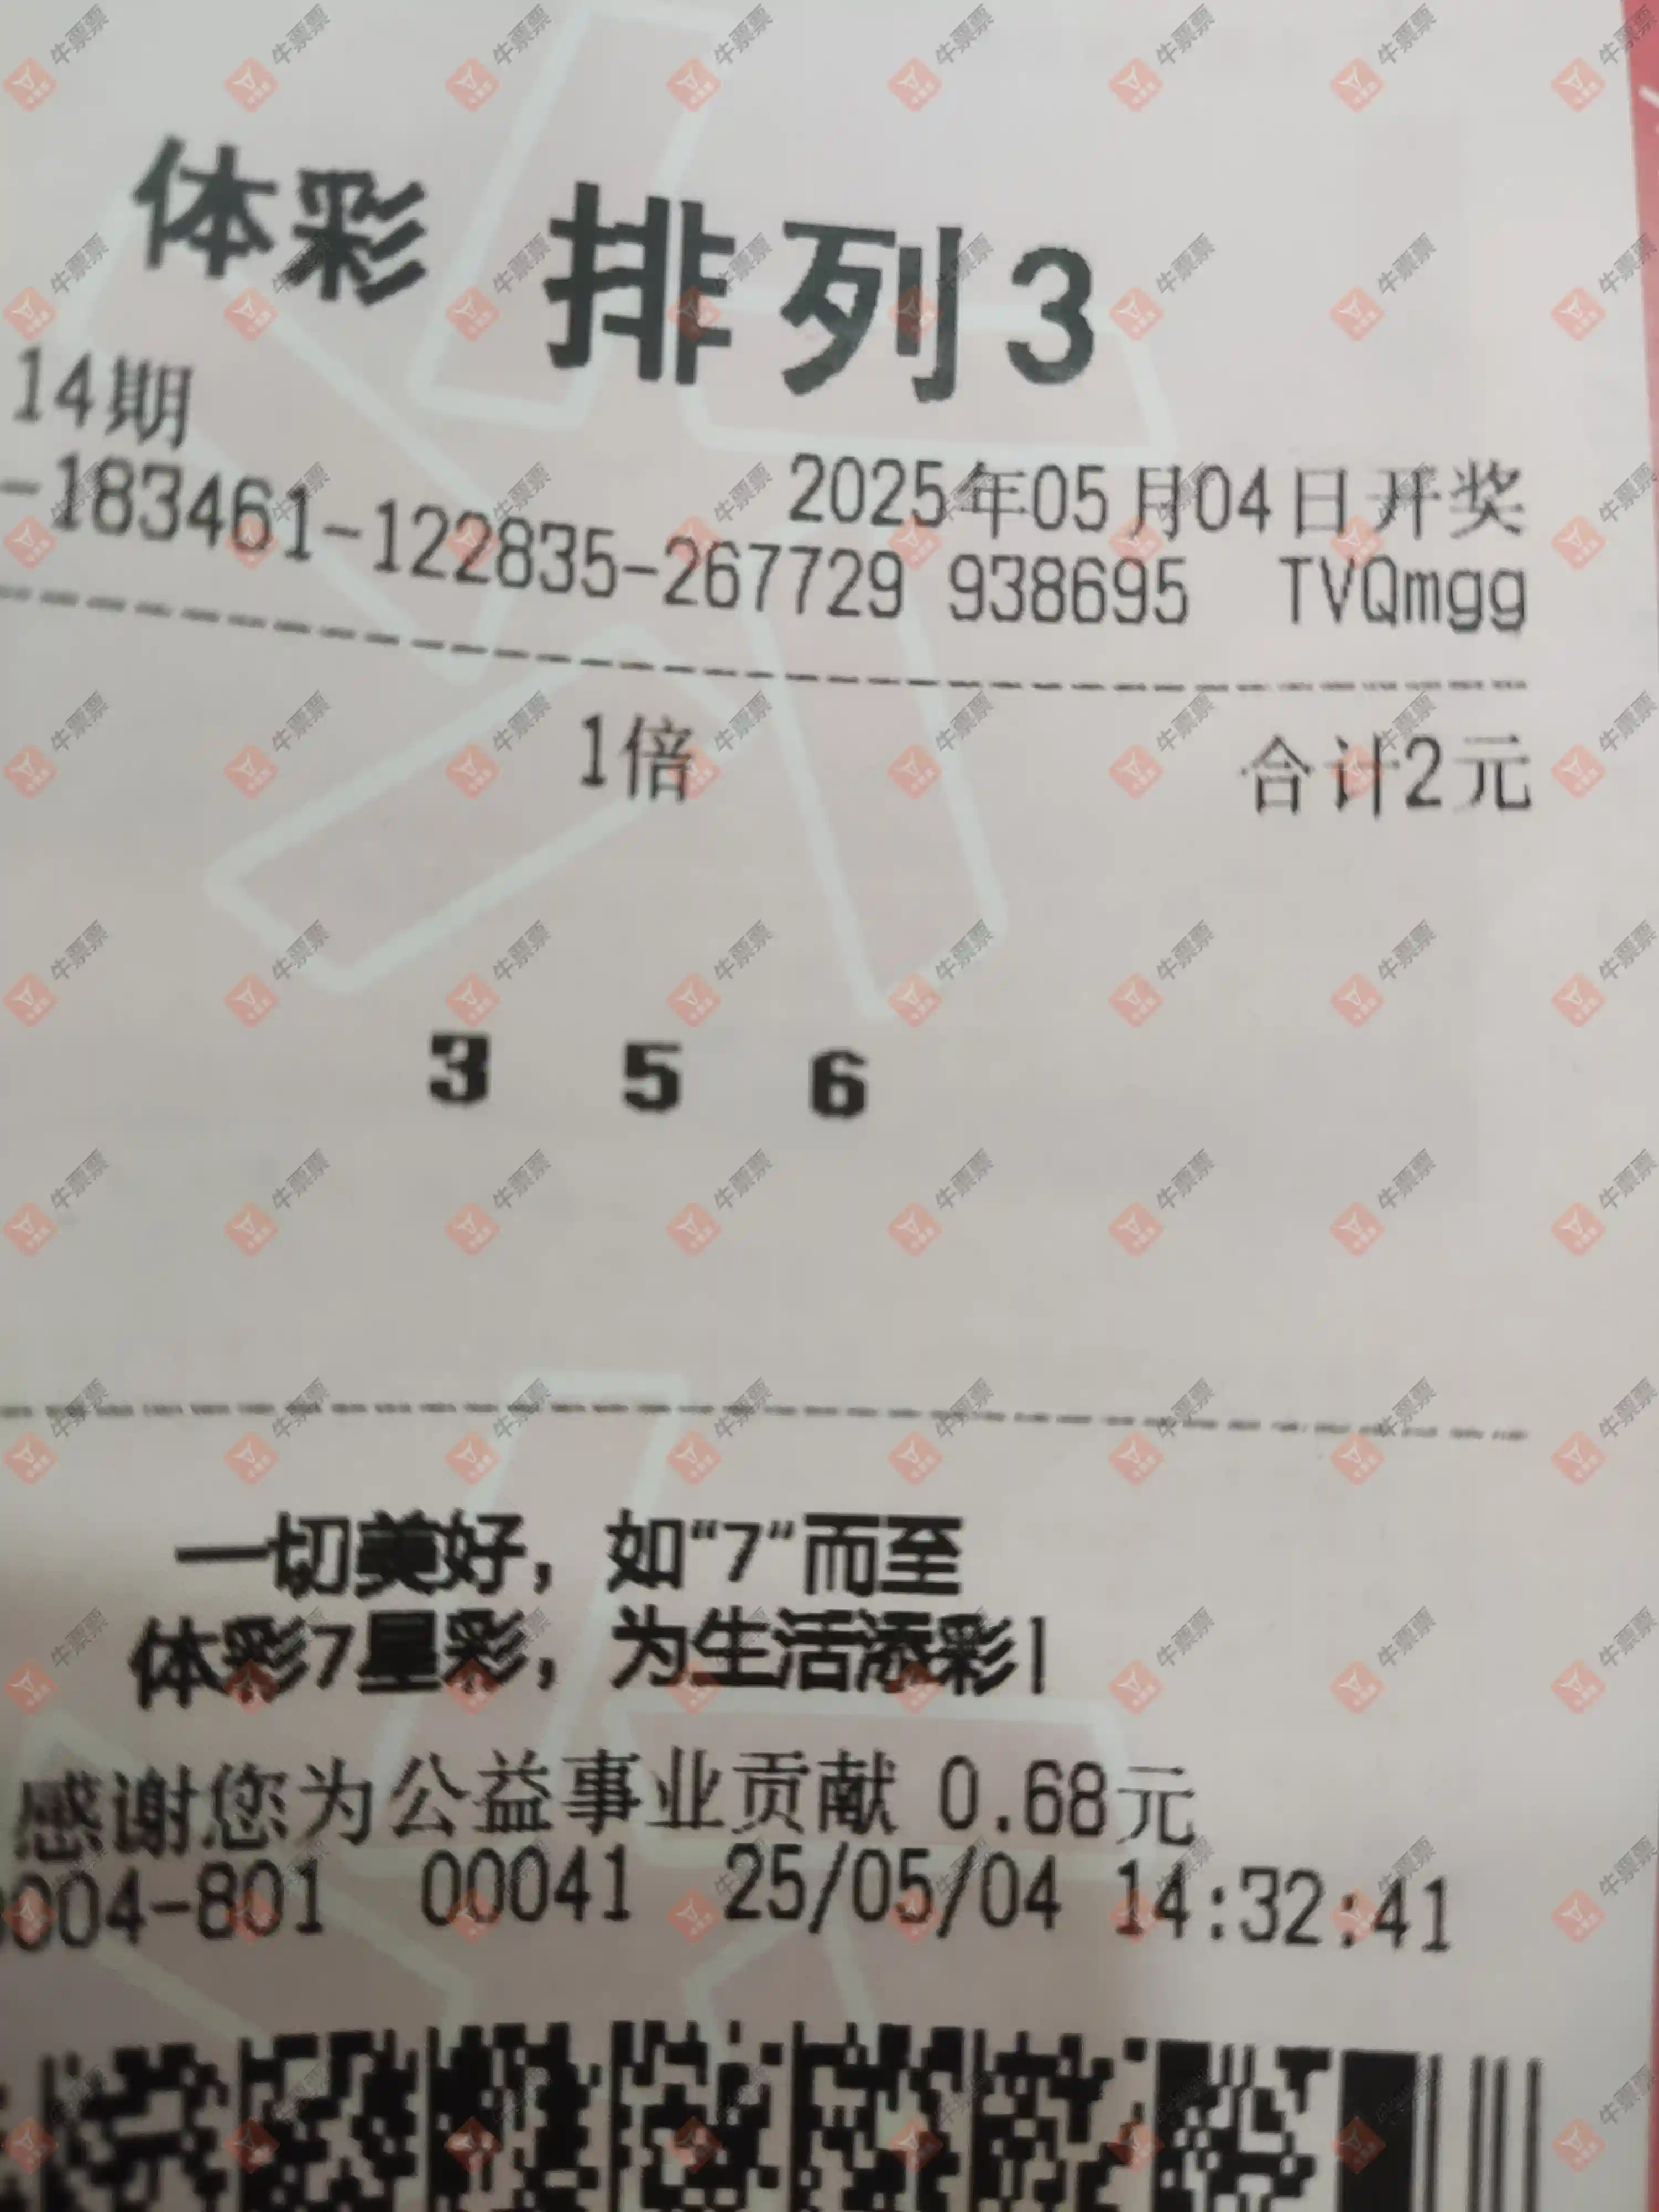 体彩 排列3
14期
2025年05月04日开奖
-183461-122835-267729 938695 TVQmgg
1倍 合计2元
3 5 6
一切美好，如“7”而至
体彩7星彩，为生活添彩|
感谢您为公益事业贡献 0.68元
004-801 00041 25/05/04 14:32:41
牛票票